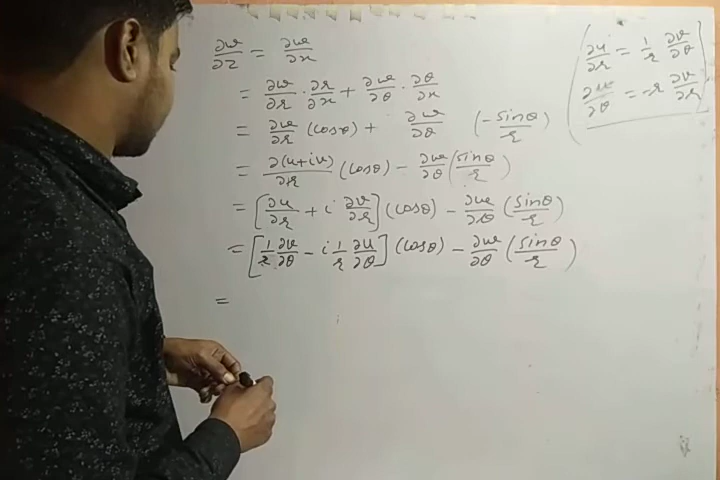 ∂w/∂z = ∂w/∂x
= ∂w/∂r · ∂r/∂x + ∂w/∂θ · ∂θ/∂x
= ∂w/∂r (cosθ) + ∂w/∂θ (-sinθ/r)
= ∂(u+iv)/∂r (cosθ) - ∂w/∂θ (sinθ/r)
= [∂u/∂r + i ∂v/∂r] (cosθ) - ∂w/∂θ (sinθ/r)
= [1/r ∂v/∂θ - i 1/r ∂u/∂θ] (cosθ) - ∂w/∂θ (sinθ/r)
=
∂u/∂r = 1/r ∂v/∂θ
∂u/∂θ = -r ∂v/∂r